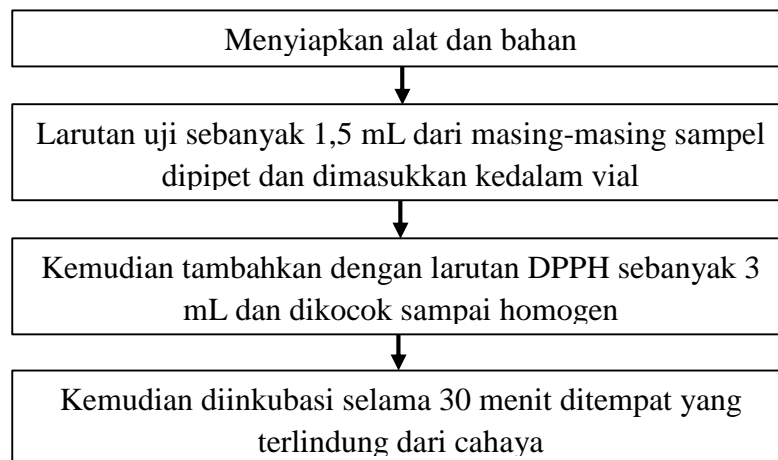 Menyiapkan alat dan bahan
Larutan uji sebanyak 1,5 mL dari masing-masing sampel
dipipet dan dimasukkan kedalam vial
Kemudian tambahkan dengan larutan DPPH sebanyak 3
mL dan dikocok sampai homogen
Kemudian diinkubasi selama 30 menit ditempat yang
terlindung dari cahaya